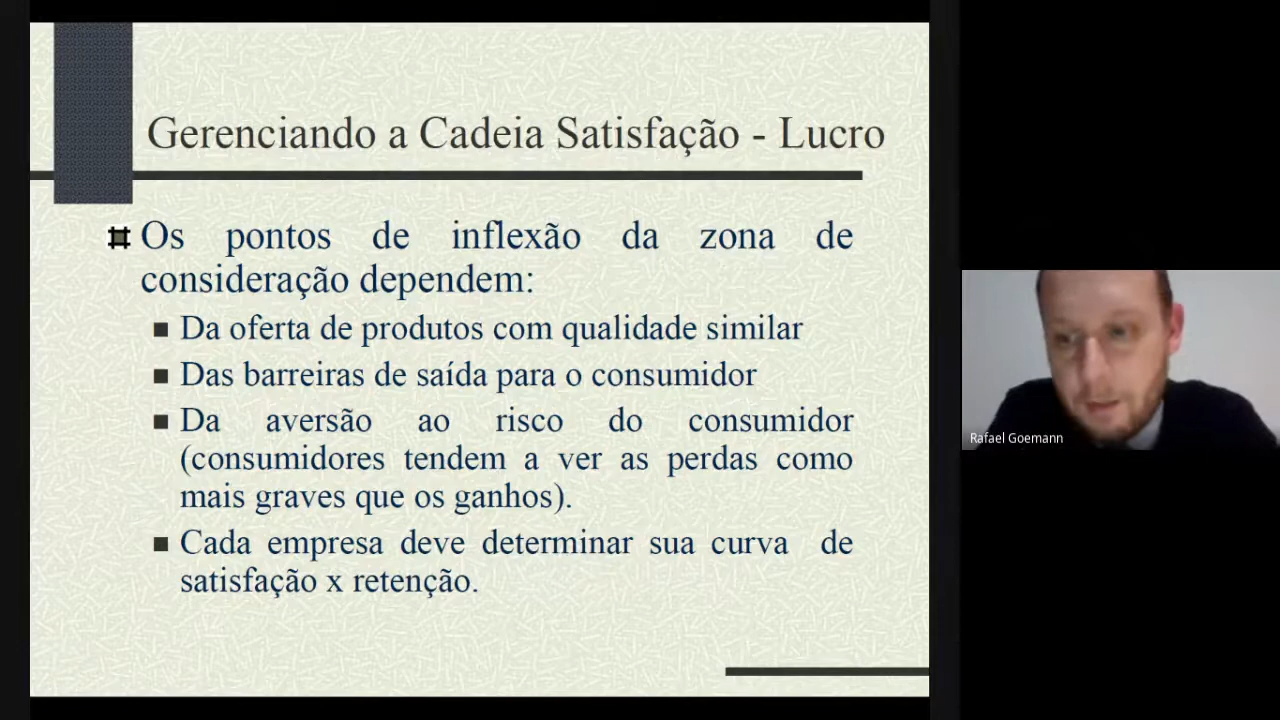 Gerenciando a Cadeia Satisfação - Lucro
Os pontos de inflexão da zona de
consideração dependem:
Da oferta de produtos com qualidade similar
Das barreiras de saída para o consumidor
Da aversão ao risco do consumidor
(consumidores tendem a ver as perdas como
mais graves que os ganhos).
Cada empresa deve determinar sua curva de
satisfação x retenção.
Rafael Goemann